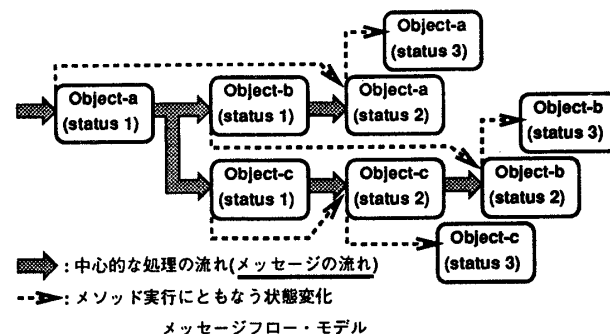 Object-a
(status 3)
Object-a
(status 1)
Object-b
(status 1)
Object-a
(status 2)
Object-b
(status 3)
Object-c
(status 1)
Object-c
(status 2)
Object-b
(status 2)
Object-c
(status 3)
: 中心的な処理の流れ(メッセージの流れ)
: メソッド実行にともなう状態変化
メッセージフロー・モデル